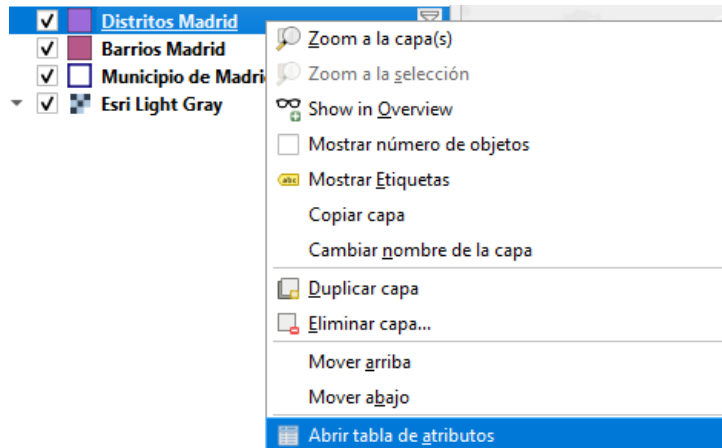 Distritos Madrid
Barrios Madrid
Municipio de Madri
Esri Light Gray
Zoom a la capa(s)
Zoom a la selección
Show in Overview
Mostrar número de objetos
abc Mostrar Etiquetas
Copiar capa
Cambiar nombre de la capa
Duplicar capa
Eliminar capa...
Mover arriba
Mover abajo
Abrir tabla de atributos